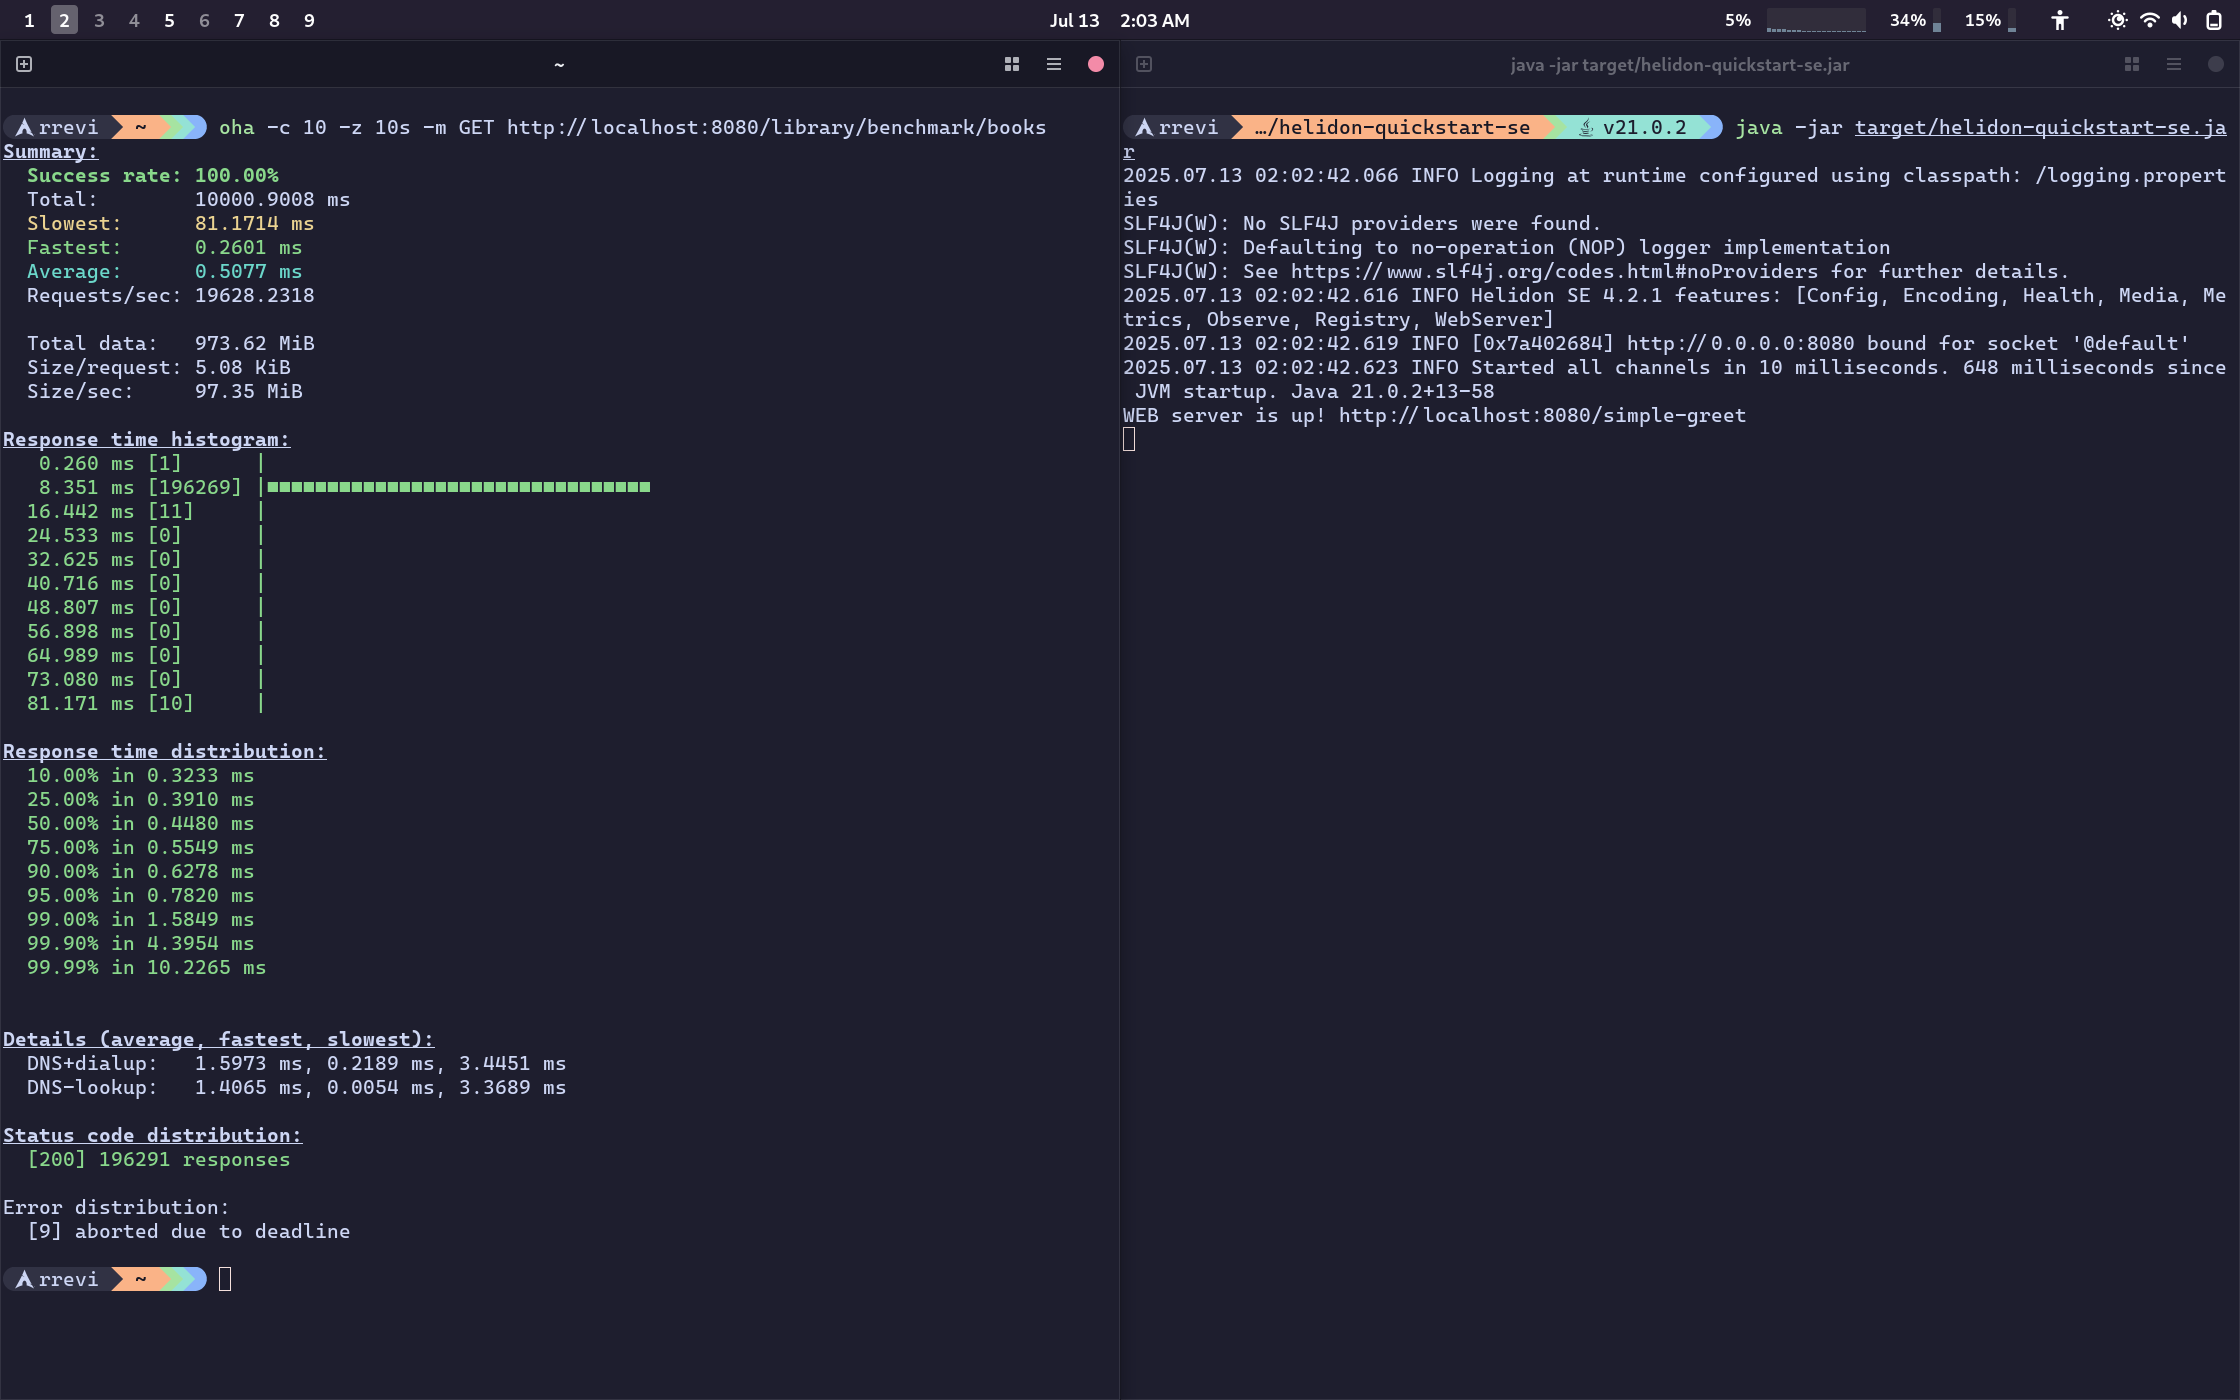 1 2 3 4 5 6 7 8 9
Jul 13 2:03 AM
5% 34% 15%
~
rrevi ~ oha -c 10 -z 10s -m GET http://localhost:8080/library/benchmark/books
Summary:
Success rate: 100.00%
Total: 10000.9008 ms
Slowest: 81.1714 ms
Fastest: 0.2601 ms
Average: 0.5077 ms
Requests/sec: 19628.2318
Total data: 973.62 MiB
Size/request: 5.08 KiB
Size/sec: 97.35 MiB
Response time histogram:
0.260 ms [1] |
8.351 ms [196269] |■■■■■■■■■■■■■■■■■■■■■■■■■■■■■■■■
16.442 ms [11] |
24.533 ms [0] |
32.625 ms [0] |
40.716 ms [0] |
48.807 ms [0] |
56.898 ms [0] |
64.989 ms [0] |
73.080 ms [0] |
81.171 ms [10] |
Response time distribution:
10.00% in 0.3233 ms
25.00% in 0.3910 ms
50.00% in 0.4480 ms
75.00% in 0.5549 ms
90.00% in 0.6278 ms
95.00% in 0.7820 ms
99.00% in 1.5849 ms
99.90% in 4.3954 ms
99.99% in 10.2265 ms
Details (average, fastest, slowest):
DNS+dialup: 1.5973 ms, 0.2189 ms, 3.4451 ms
DNS-lookup: 1.4065 ms, 0.0054 ms, 3.3689 ms
Status code distribution:
[200] 196291 responses
Error distribution:
[9] aborted due to deadline
rrevi ~
java -jar target/helidon-quickstart-se.jar
rrevi …/helidon-quickstart-se v21.0.2 java -jar target/helidon-quickstart-se.ja
r
2025.07.13 02:02:42.066 INFO Logging at runtime configured using classpath: /logging.propert
ies
SLF4J(W): No SLF4J providers were found.
SLF4J(W): Defaulting to no-operation (NOP) logger implementation
SLF4J(W): See https://www.slf4j.org/codes.html#noProviders for further details.
2025.07.13 02:02:42.616 INFO Helidon SE 4.2.1 features: [Config, Encoding, Health, Media, Me
trics, Observe, Registry, WebServer]
2025.07.13 02:02:42.619 INFO [0x7a402684] http://0.0.0.0:8080 bound for socket '@default'
2025.07.13 02:02:42.623 INFO Started all channels in 10 milliseconds. 648 milliseconds since
JVM startup. Java 21.0.2+13-58
WEB server is up! http://localhost:8080/simple-greet